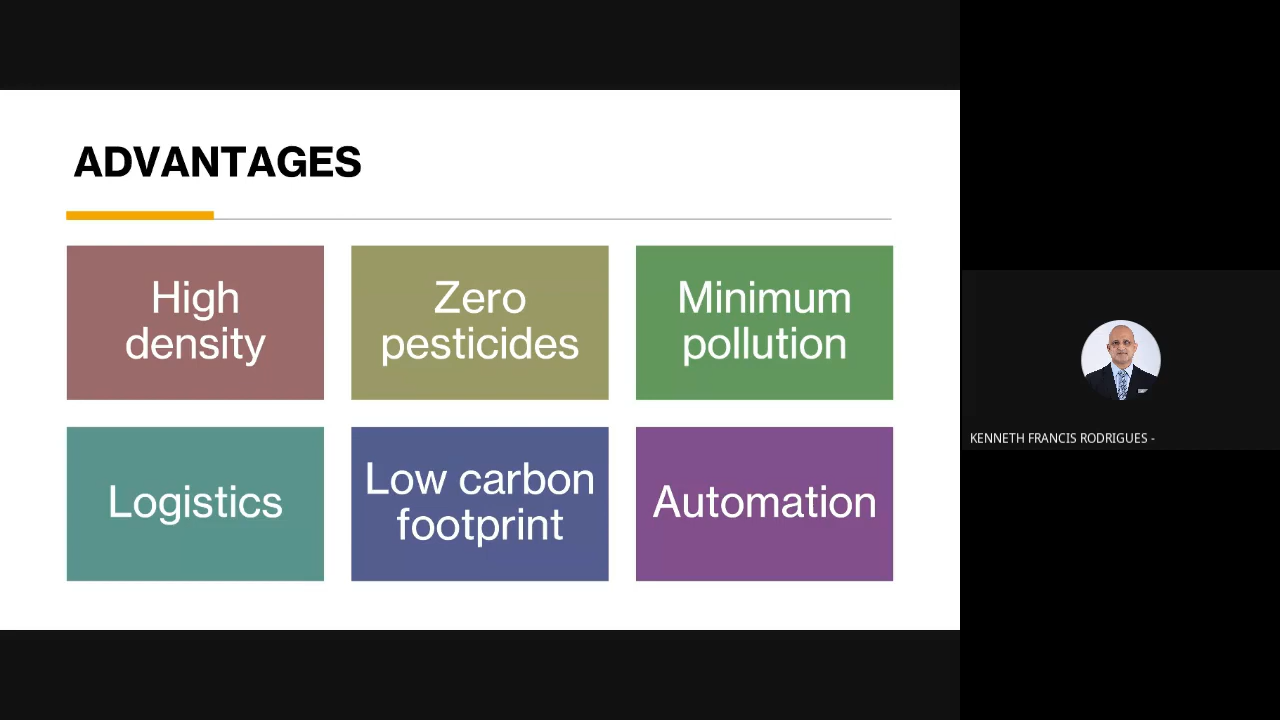 ADVANTAGES
High
density
Zero
pesticides
Minimum
pollution
Logistics
Low carbon
footprint
Automation
KENNETH FRANCIS RODRIGUES -